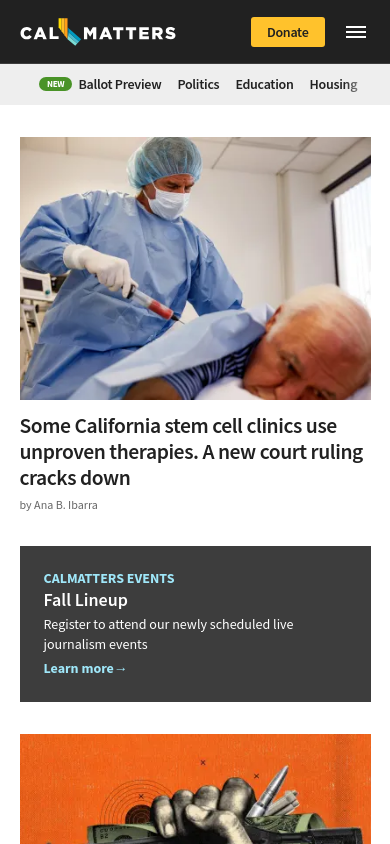 CALMATTERS
Donate
NEW Ballot Preview Politics Education Housing
Some California stem cell clinics use
unproven therapies. A new court ruling
cracks down
by Ana B. Ibarra
CALMATTERS EVENTS
Fall Lineup
Register to attend our newly scheduled live
journalism events
Learn more→